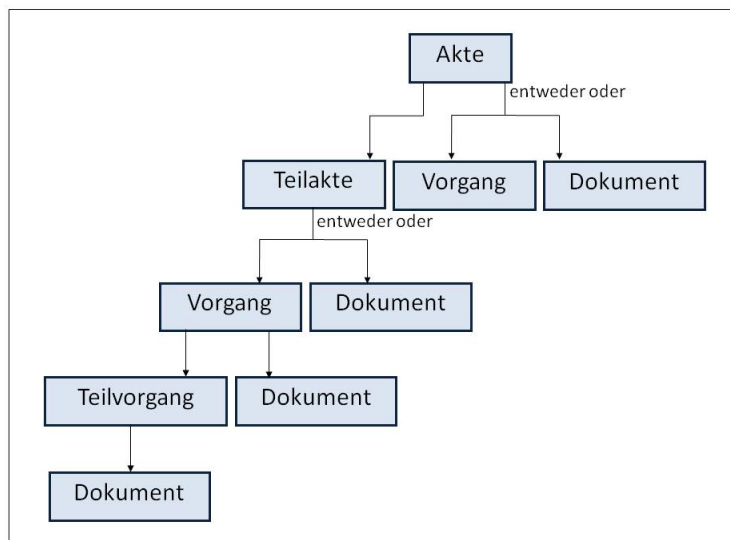 Akte
entweder oder
Teilakte
Vorgang
Dokument
entweder oder
Vorgang
Dokument
Teilvorgang
Dokument
Dokument